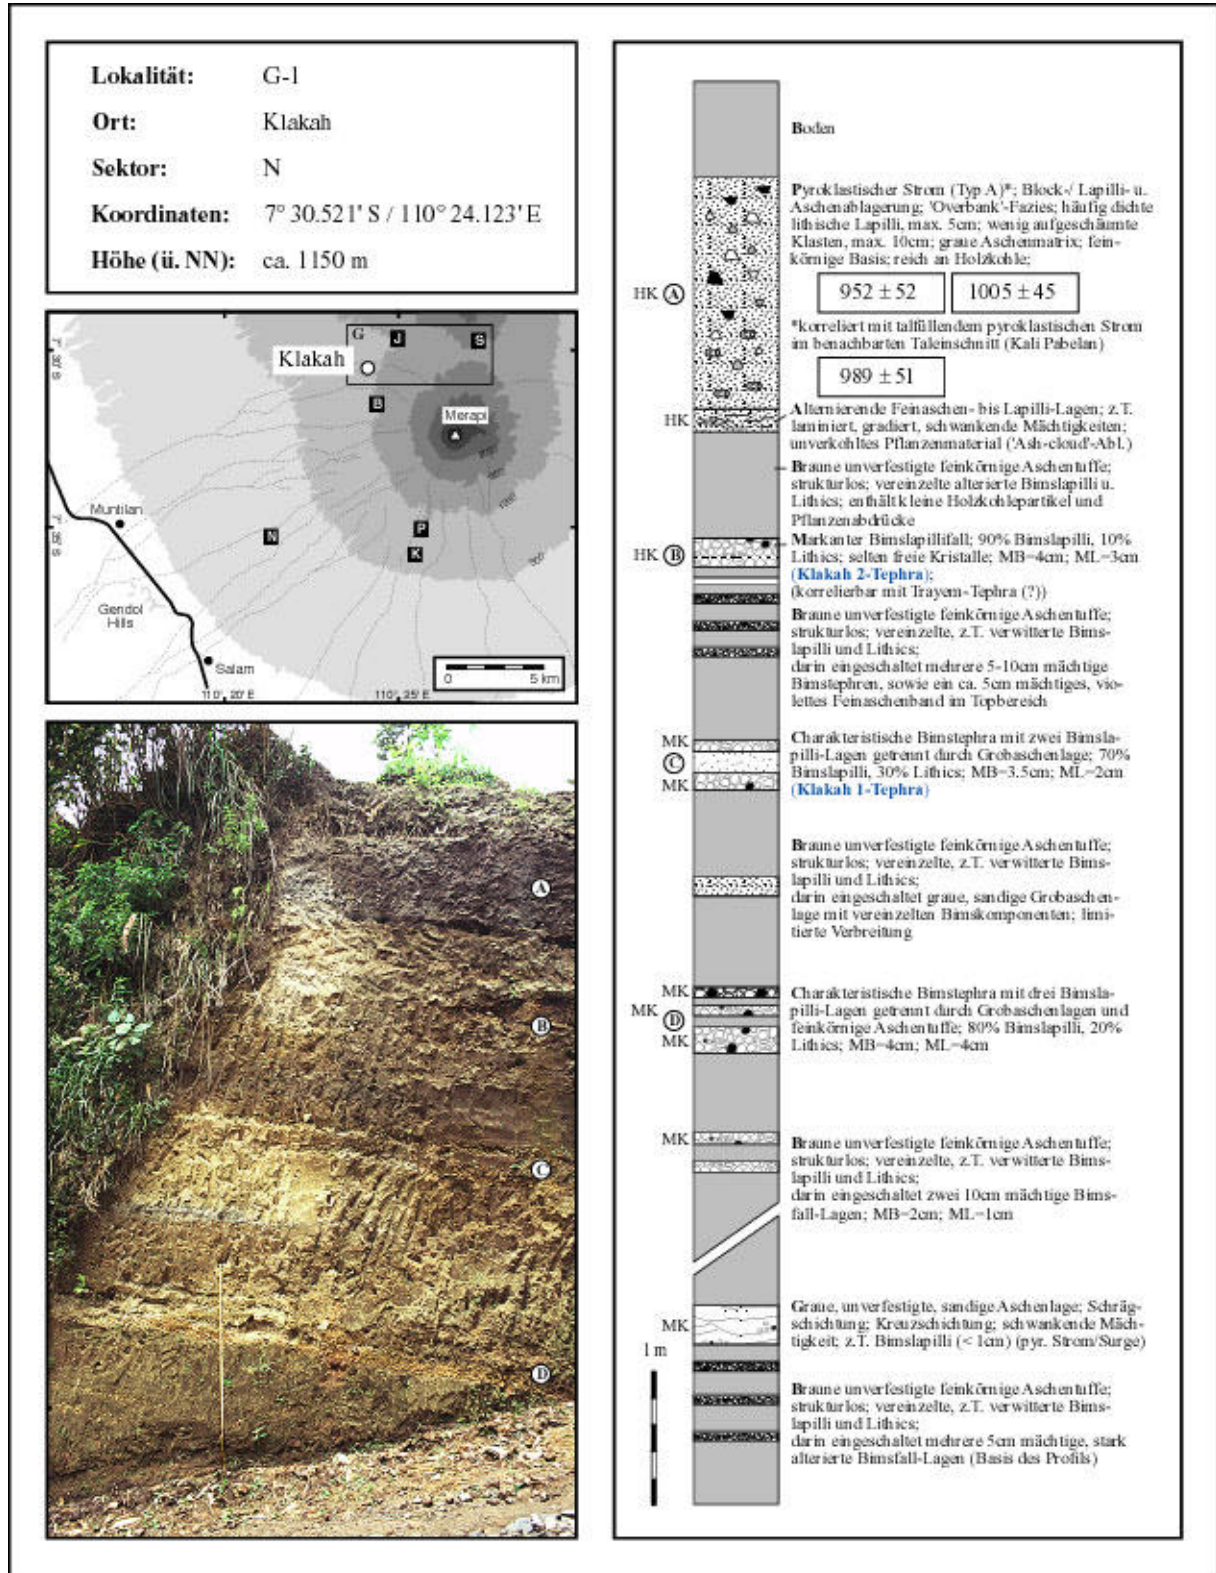 Lokalität: G-1
Ort: Klakah
Sektor: N
Koordinaten: 7° 30.521' S / 110° 24.123' E
Höhe (ü. NN): ca. 1150 m
G
J
S
Klakah
B
Merapi
7° 30' S
Muntilan
N
P
K
7° 35' S
Gendol
Hills
Salam
0 5 km
110° 20' E
110° 25' E
A
B
C
D
Boden
Pyroklastischer Strom (Typ A)*; Block-/ Lapilli- u.
Aschenablagerung; 'Overbank'-Fazies; häufig dichte
lithische Lapilli, max. 5cm; wenig aufgeschäumte
Klasten, max. 10cm; graue Aschenmatrix; fein-
körnige Basis; reich an Holzkohle;
HK A
952 ± 52
1005 ± 45
*korreliert mit talfüllendem pyroklastischen Strom
im benachbarten Taleinschnitt (Kali Pabelan)
989 ± 51
HK
Alternierende Feinaschen- bis Lapilli-Lagen; z.T.
laminiert, gradiert, schwankende Mächtigkeiten;
unverkohltes Pflanzenmaterial ('Ash-cloud'-Abl.)
Braune unverfestigte feinkörnige Aschentuffe;
strukturlos; vereinzelte alterierte Bimslapilli u.
Lithics; enthält kleine Holzkohlepartikel und
Pflanzenabdrücke
HK B
Markanter Bimslapillifall; 90% Bimslapilli, 10%
Lithics; selten freie Kristalle; MB=4cm; ML=3cm
(Klakah 2-Tephra);
(korrelierbar mit Trayem-Tephra (?))
Braune unverfestigte feinkörnige Aschentuffe;
strukturlos; vereinzelte, z.T. verwitterte Bims-
lapilli und Lithics;
darin eingeschaltet mehrere 5-10cm mächtige
Bimstephren, sowie ein ca. 5cm mächtiges, vio-
lettes Feinaschenband im Topbereich
MK
C
MK
Charakteristische Bimstephra mit zwei Bimsla-
pilli-Lagen getrennt durch Grobaschenlage; 70%
Bimslapilli, 30% Lithics; MB=3.5cm; ML=2cm
(Klakah 1-Tephra)
Braune unverfestigte feinkörnige Aschentuffe;
strukturlos; vereinzelte, z.T. verwitterte Bims-
lapilli und Lithics;
darin eingeschaltet graue, sandige Grobaschen-
lage mit vereinzelten Bimskomponenten; limi-
tierte Verbreitung
MK
MK D
MK
Charakteristische Bimstephra mit drei Bimsla-
pilli-Lagen getrennt durch Grobaschenlagen und
feinkörnige Aschentuffe; 80% Bimslapilli, 20%
Lithics; MB=4cm; ML=4cm
MK
Braune unverfestigte feinkörnige Aschentuffe;
strukturlos; vereinzelte, z.T. verwitterte Bims-
lapilli und Lithics;
darin eingeschaltet zwei 10cm mächtige Bims-
fall-Lagen; MB=2cm; ML=1cm
MK
Graue, unverfestigte, sandige Aschenlage; Schräg-
schichtung; Kreuzschichtung; schwankende Mäch-
tigkeit; z.T. Bimslapilli (< 1cm) (pyr. Strom/Surge)
1 m
Braune unverfestigte feinkörnige Aschentuffe;
strukturlos; vereinzelte, z.T. verwitterte Bims-
lapilli und Lithics;
darin eingeschaltet mehrere 5cm mächtige, stark
alterierte Bimsfall-Lagen (Basis des Profils)